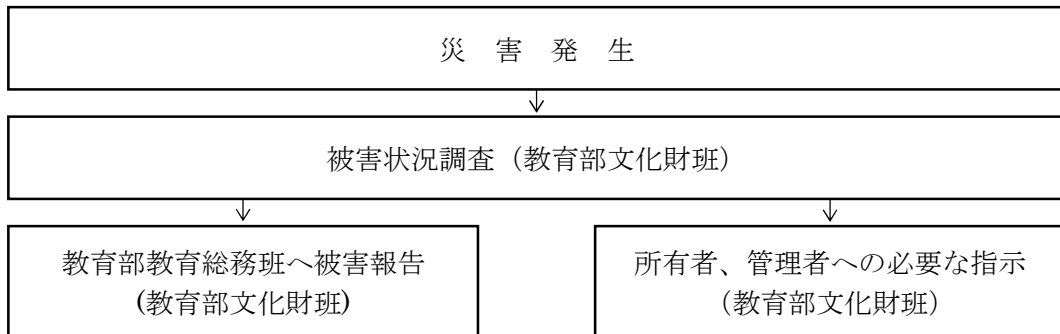 災 害 発 生
被害状況調査（教育部文化財班）
教育部教育総務班へ被害報告
(教育部文化財班)
所有者、管理者への必要な指示
（教育部文化財班）